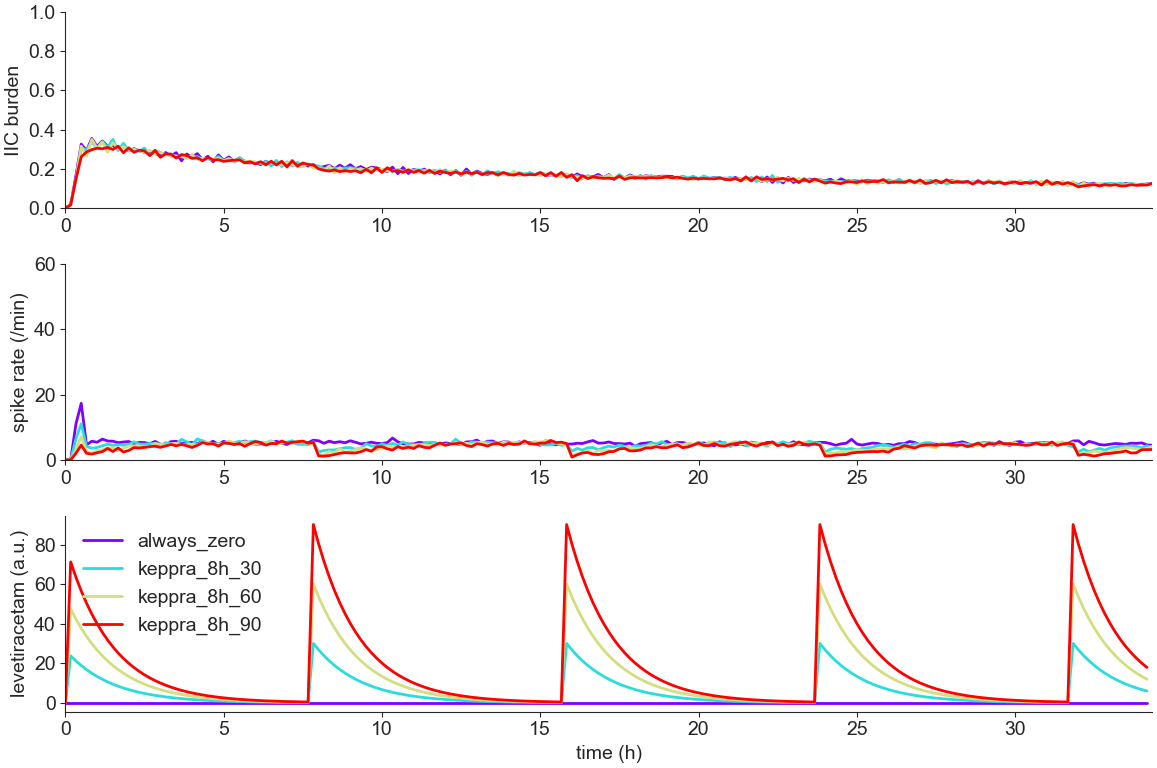 1.0
0.8
0.6
0.4
0.2
0.0
IIC burden
0 5 10 15 20 25 30
60
40
20
0
spike rate (/min)
0 5 10 15 20 25 30
80
60
40
20
0
levetiracetam (a.u.)
always_zero
keppra_8h_30
keppra_8h_60
keppra_8h_90
0 5 10 15 20 25 30
time (h)